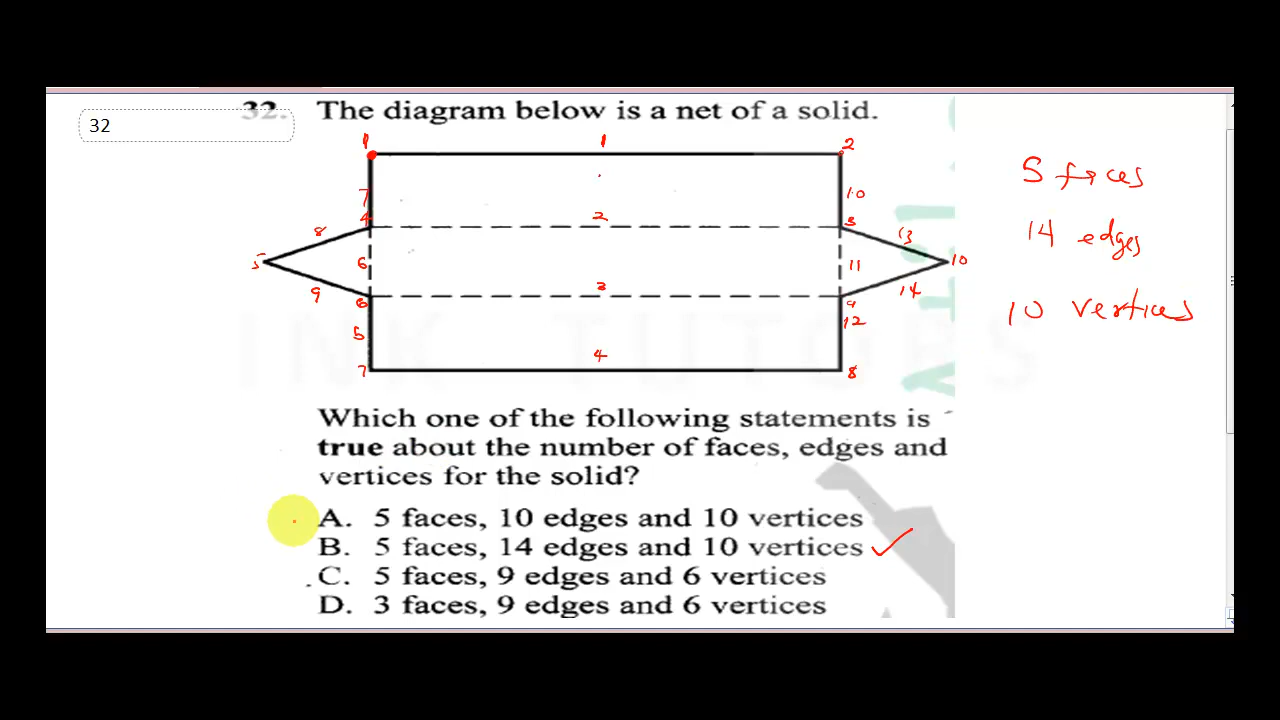 32
32. The diagram below is a net of a solid.
1 1 2
7 10
4 2 3
8 13
5 6 11 10
9 14
6 3 9
5 12
4
7 8
5 faces
14 edges
10 vertices
INK TUTORS
Which one of the following statements is
true about the number of faces, edges and
vertices for the solid?
A. 5 faces, 10 edges and 10 vertices
B. 5 faces, 14 edges and 10 vertices
C. 5 faces, 9 edges and 6 vertices
D. 3 faces, 9 edges and 6 vertices